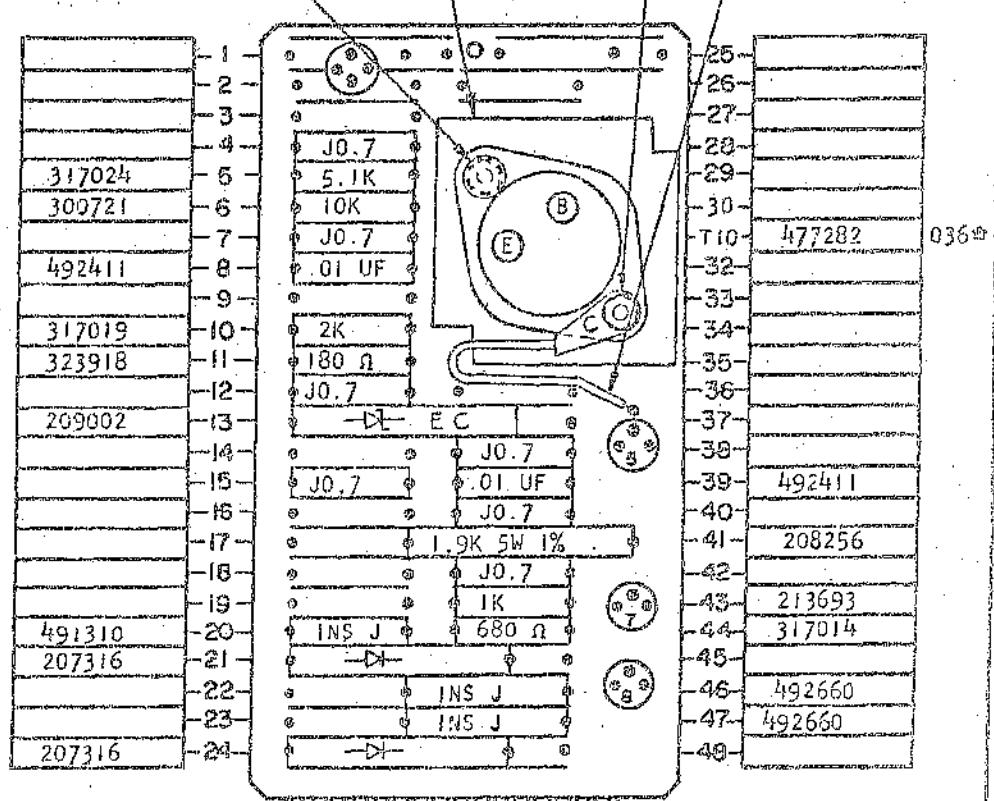 1 25
2 26
3 27
4 J0.7 28
317024 5 5.1K 29
300721 6 10K B 30
7 J0.7 E T10 477282 036
492411 8 .01 UF 32
9 33
317019 10 2K C 34
323918 11 180 Ω 35
12 J0.7 36
209002 13 EC 37
14 J0.7 38
15 J0.7 .01 UF 39 492411
16 J0.7 40
17 1.9K 5W 1% 41 208256
18 J0.7 42
19 1K 7 43 213693
491310 20 INS J 680 Ω 44 317014
207316 21 45
22 INS J 46 492660
23 INS J 47 492660
207316 24 48